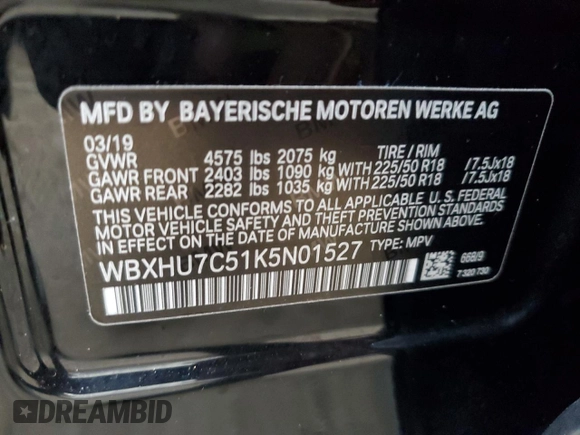 MFD BY BAYERISCHE MOTOREN WERKE AG
03/19 TIRE / RIM
GVWR 4575 lbs 2075 kg
GAWR FRONT 2403 lbs 1090 kg WITH 225/50 R18 /7.5Jx18
GAWR REAR 2282 lbs 1035 kg WITH 225/50 R18 /7.5Jx18
THIS VEHICLE CONFORMS TO ALL APPLICABLE U. S. FEDERAL
MOTOR VEHICLE SAFETY AND THEFT PREVENTION STANDARDS
IN EFFECT ON THE DATE OF MANUFACTURE SHOWN ABOVE.
WBXHU7C51K5N01527 TYPE: MPV
668/9
7 320 730
DREAMBID